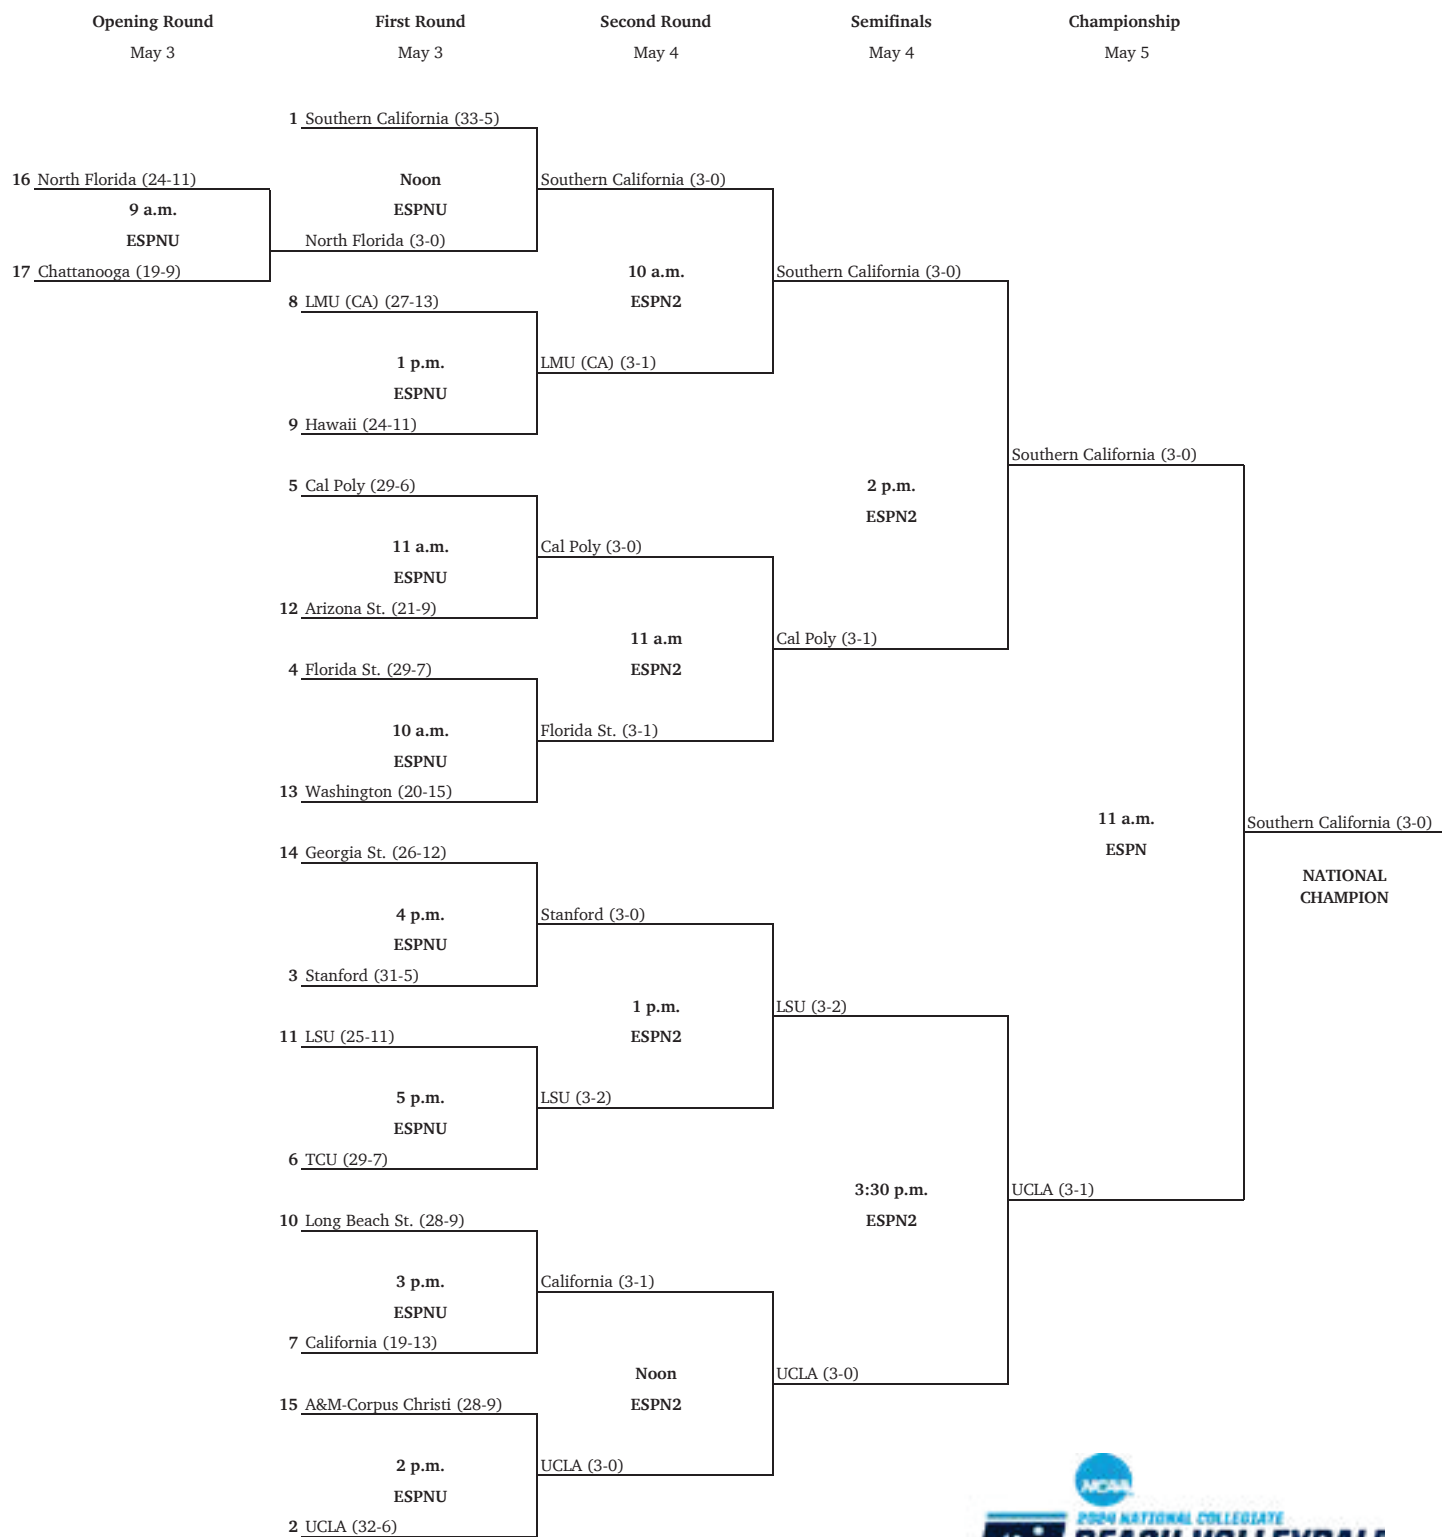 Opening Round
May 3
First Round
May 3
Second Round
May 4
Semifinals
May 4
Championship
May 5
16 North Florida (24-11)
9 a.m.
ESPNU
17 Chattanooga (19-9)
1 Southern California (33-5)
Noon
ESPNU
North Florida (3-0)
8 LMU (CA) (27-13)
1 p.m.
ESPNU
9 Hawaii (24-11)
5 Cal Poly (29-6)
11 a.m.
ESPNU
12 Arizona St. (21-9)
4 Florida St. (29-7)
10 a.m.
ESPNU
13 Washington (20-15)
14 Georgia St. (26-12)
4 p.m.
ESPNU
3 Stanford (31-5)
11 LSU (25-11)
5 p.m.
ESPNU
6 TCU (29-7)
10 Long Beach St. (28-9)
3 p.m.
ESPNU
7 California (19-13)
15 A&M-Corpus Christi (28-9)
2 p.m.
ESPNU
2 UCLA (32-6)
Southern California (3-0)
10 a.m.
ESPN2
LMU (CA) (3-1)
Cal Poly (3-0)
11 a.m
ESPN2
Florida St. (3-1)
Stanford (3-0)
1 p.m.
ESPN2
LSU (3-2)
California (3-1)
Noon
ESPN2
UCLA (3-0)
Southern California (3-0)
2 p.m.
ESPN2
Cal Poly (3-1)
LSU (3-2)
3:30 p.m.
ESPN2
UCLA (3-0)
Southern California (3-0)
11 a.m.
ESPN
UCLA (3-1)
Southern California (3-0)
NATIONAL
CHAMPION
NCAA
2024 NATIONAL COLLEGIATE
BEACH VOLLEYBALL